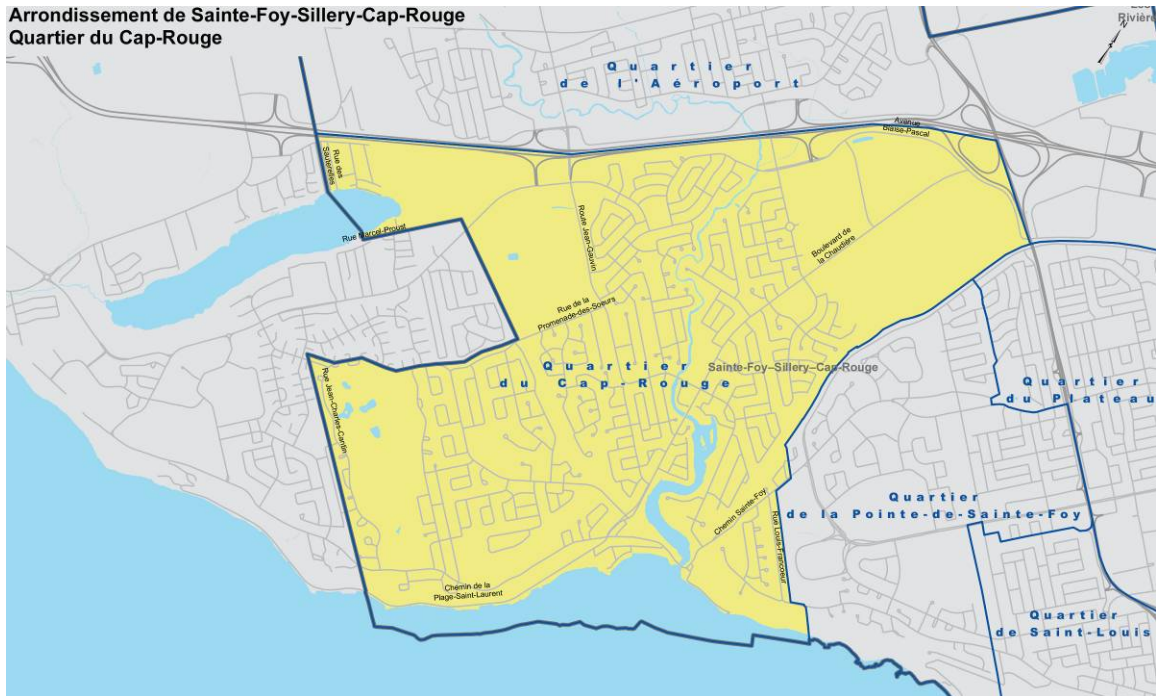 Arrondissement de Sainte-Foy-Sillery-Cap-Rouge
Quartier du Cap-Rouge
Rivière
N
Quartier
de l'Aéroport
Avenue
Blaise-Pascal
Rue des
Sauterelles
Rue Marcel-Proust
Route Jean-Gauvin
Boulevard de
la Chaudière
Rue de la
Promenade-des-Soeurs
Quartier
du Cap-Rouge
Sainte-Foy–Sillery–Cap-Rouge
Quartier
du Plateau
Rue Jean-Charles-Cantin
Quartier
de la Pointe-de-Sainte-Foy
Chemin Sainte-Foy
Rue Louis-Francoeur
Chemin de la
Plage-Saint-Laurent
Quartier
de Saint-Louis